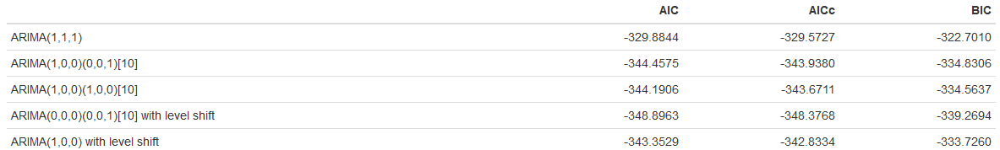 AIC AICc BIC
ARIMA(1,1,1) -329.8844 -329.5727 -322.7010
ARIMA(1,0,0)(0,0,1)[10] -344.4575 -343.9380 -334.8306
ARIMA(1,0,0)(1,0,0)[10] -344.1906 -343.6711 -334.5637
ARIMA(0,0,0)(0,0,1)[10] with level shift -348.8963 -348.3768 -339.2694
ARIMA(1,0,0) with level shift -343.3529 -342.8334 -333.7260